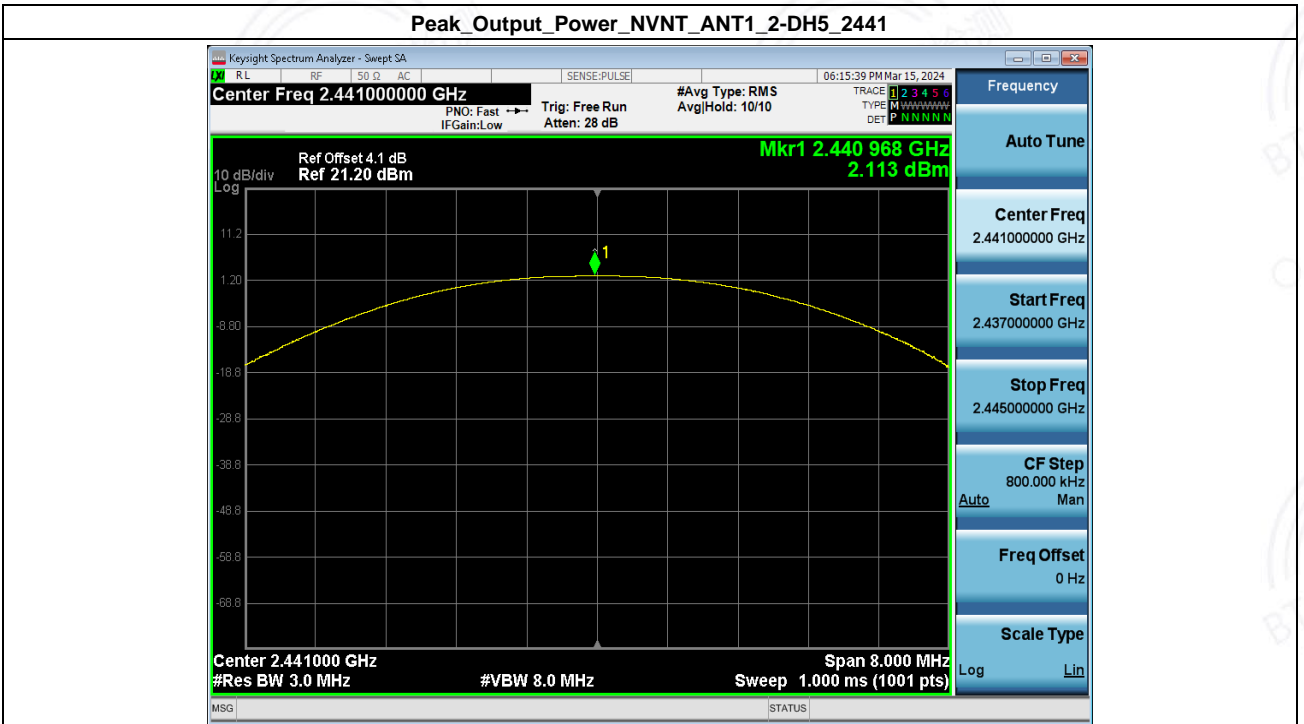 Peak_Output_Power_NVNT_ANT1_2-DH5_2441
Keysight Spectrum Analyzer - Swept SA
LXI RL RF 50 Ω AC SENSE:PULSE 06:15:39 PM Mar 15, 2024
Center Freq 2.441000000 GHz
PNO: Fast
IFGain:Low
Trig: Free Run
Atten: 28 dB
#Avg Type: RMS
Avg|Hold: 10/10
TRACE 1 2 3 4 5 6
TYPE M WWWWW
DET P N N N N N
Mkr1 2.440 968 GHz
2.113 dBm
Ref Offset 4.1 dB
10 dB/div Ref 21.20 dBm
Log
1
11.2
1.20
-8.80
-18.8
-28.8
-38.8
-48.8
-58.8
-68.8
Center 2.441000 GHz Span 8.000 MHz
#Res BW 3.0 MHz #VBW 8.0 MHz Sweep 1.000 ms (1001 pts)
MSG STATUS
Frequency
Auto Tune
Center Freq
2.441000000 GHz
Start Freq
2.437000000 GHz
Stop Freq
2.445000000 GHz
CF Step
800.000 kHz
Auto Man
Freq Offset
0 Hz
Scale Type
Log Lin